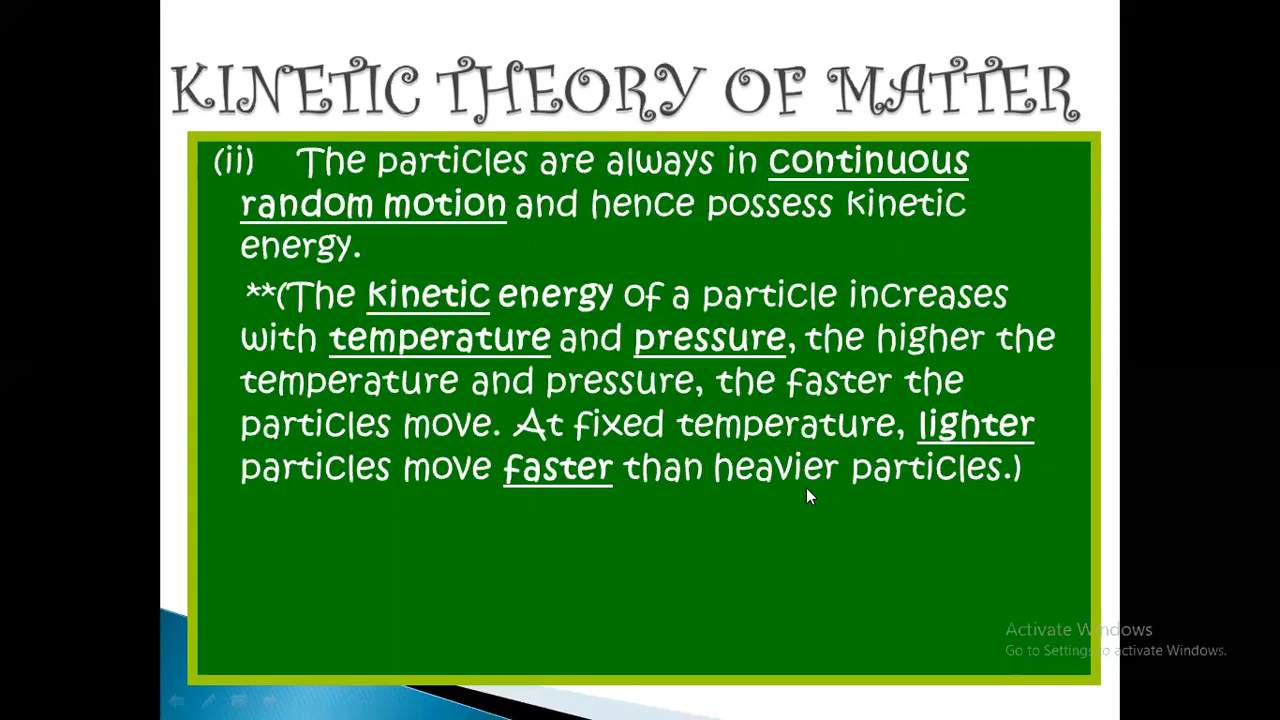 KINETIC THEORY OF MATTER
(ii) The particles are always in continuous
random motion and hence possess kinetic
energy.
**(The kinetic energy of a particle increases
with temperature and pressure, the higher the
temperature and pressure, the faster the
particles move. At fixed temperature, lighter
particles move faster than heavier particles.)
Activate Windows
Go to Settings to activate Windows.